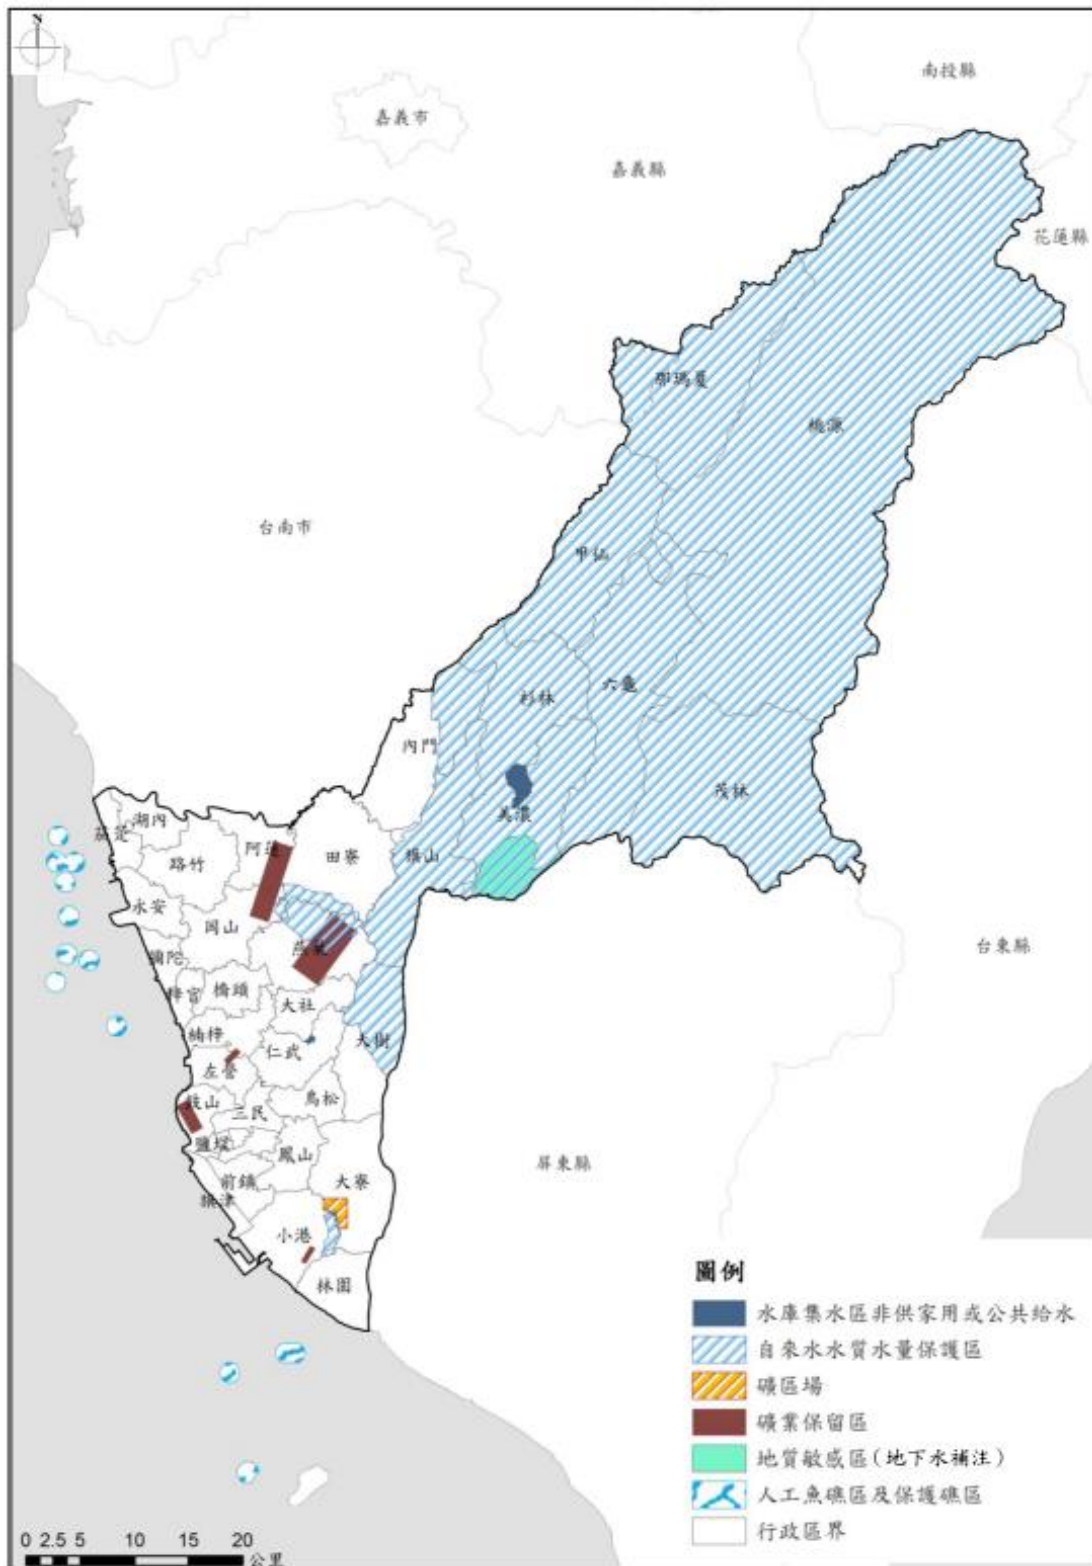 N
南投縣
嘉義市
嘉義縣
花蓮縣
那瑪夏
桃源
台南市
甲仙
杉林
六龜
內門
茂林
美濃
湖內
茄萣
阿蓮
田寮
旗山
路竹
永安
岡山
燕巢
彌陀
台東縣
梓官
橋頭
大社
楠梓
仁武
大樹
左營
鼓山
三民
鳥松
鹽埕
鳳山
屏東縣
前鎮
大寮
旗津
小港
林園
圖例
水庫集水區非供家用或公共給水
自來水水質水量保護區
礦區場
礦業保留區
地質敏感區(地下水補注)
人工魚礁區及保護礁區
行政區界
0 2.5 5 10 15 20
公里